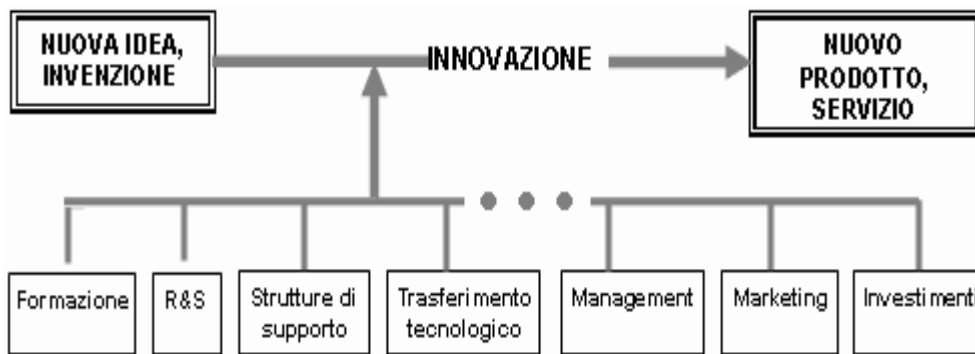 NUOVA IDEA,
INVENZIONE
INNOVAZIONE
NUOVO
PRODOTTO,
SERVIZIO
Formazione
R&S
Strutture di
supporto
Trasferimento
tecnologico
Management
Marketing
Investimenti